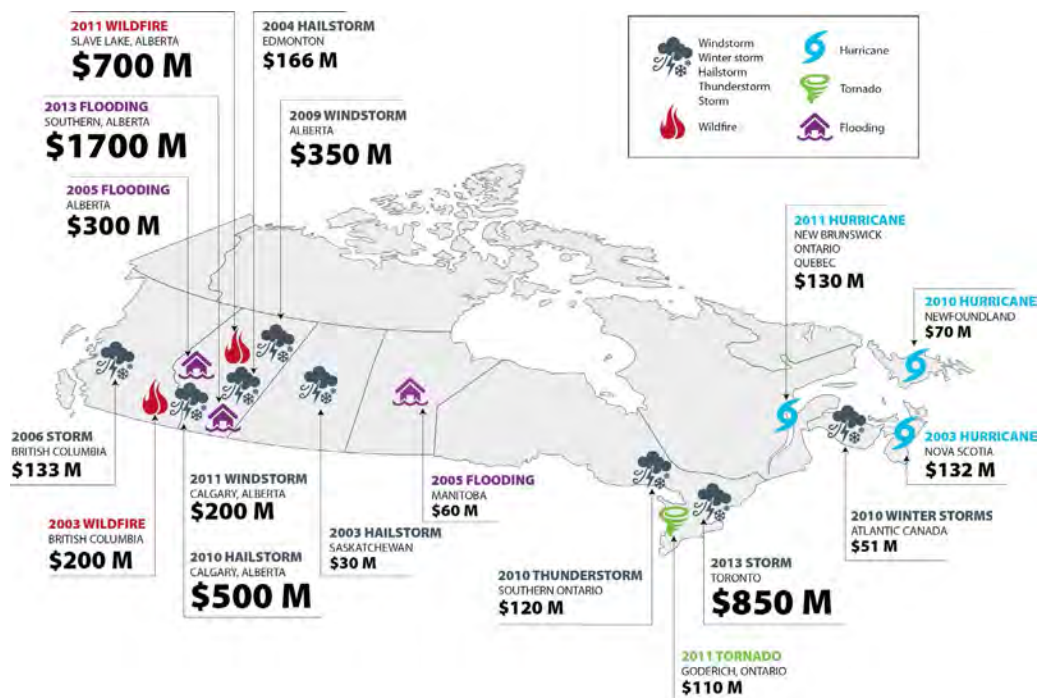 2011 WILDFIRE
SLAVE LAKE, ALBERTA
$700 M
2004 HAILSTORM
EDMONTON
$166 M
2013 FLOODING
SOUTHERN, ALBERTA
$1700 M
2009 WINDSTORM
ALBERTA
$350 M
2005 FLOODING
ALBERTA
$300 M
Windstorm
Winter storm
Hailstorm
Thunderstorm
Storm
Wildfire
Hurricane
Tornado
Flooding
2011 HURRICANE
NEW BRUNSWICK
ONTARIO
QUEBEC
$130 M
2010 HURRICANE
NEWFOUNDLAND
$70 M
2006 STORM
BRITISH COLUMBIA
$133 M
2003 WILDFIRE
BRITISH COLUMBIA
$200 M
2011 WINDSTORM
CALGARY, ALBERTA
$200 M
2010 HAILSTORM
CALGARY, ALBERTA
$500 M
2003 HAILSTORM
SASKATCHEWAN
$30 M
2005 FLOODING
MANITOBA
$60 M
2010 THUNDERSTORM
SOUTHERN ONTARIO
$120 M
2013 STORM
TORONTO
$850 M
2011 TORNADO
GODERICH, ONTARIO
$110 M
2003 HURRICANE
NOVA SCOTIA
$132 M
2010 WINTER STORMS
ATLANTIC CANADA
$51 M